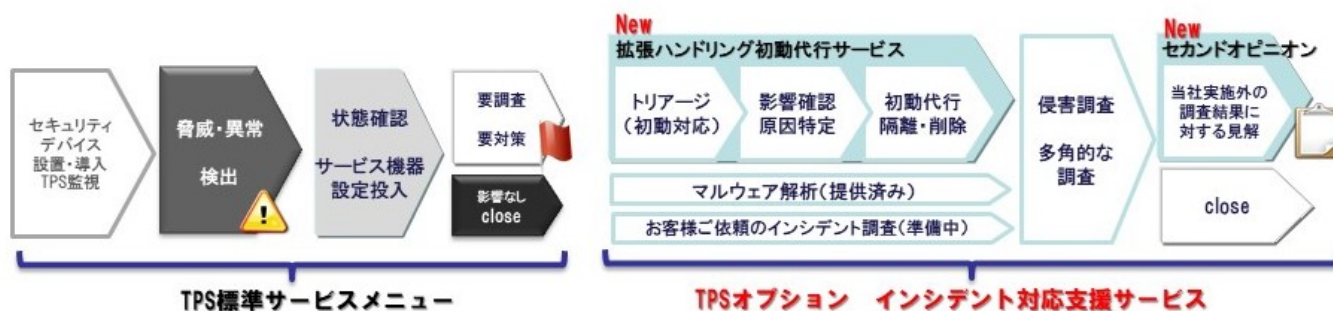 セキュリティ
デバイス
設置・導入
TPS監視
脅威・異常
検出
状態確認
サービス機器
設定投入
要調査
要対策
影響なし
close
TPS標準サービスメニュー
New
拡張ハンドリング初動代行サービス
トリアージ
(初動対応)
影響確認
原因特定
初動代行
隔離・削除
マルウェア解析(提供済み)
お客様ご依頼のインシデント調査(準備中)
侵害調査
多角的な
調査
New
セカンドオピニオン
当社実施外の
調査結果に
対する見解
close
TPSオプション　インシデント対応支援サービス